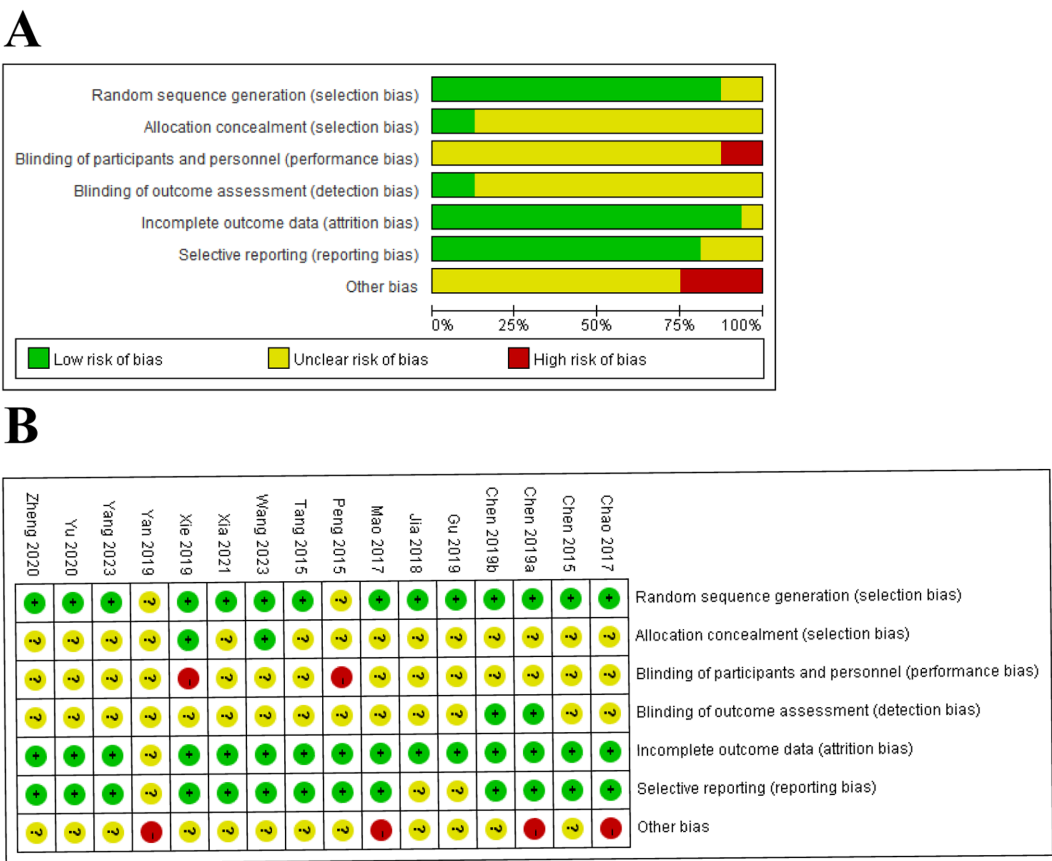 A
Random sequence generation (selection bias)
Allocation concealment (selection bias)
Blinding of participants and personnel (performance bias)
Blinding of outcome assessment (detection bias)
Incomplete outcome data (attrition bias)
Selective reporting (reporting bias)
Other bias
0% 25% 50% 75% 100%
Low risk of bias Unclear risk of bias High risk of bias
B
Zheng 2020
Yu 2020
Yang 2023
Yan 2019
Xie 2019
Xia 2021
Wang 2023
Tang 2015
Peng 2015
Mao 2017
Jia 2018
Gu 2019
Chen 2019b
Chen 2019a
Chen 2015
Chao 2017
+ + + ? + + + + ? + + + + + + + Random sequence generation (selection bias)
? ? ? ? + ? + ? ? ? ? ? ? ? ? ? Allocation concealment (selection bias)
? ? ? ? - ? ? ? - ? ? ? ? ? ? ? Blinding of participants and personnel (performance bias)
? ? ? ? ? ? ? ? ? ? ? ? + + ? ? Blinding of outcome assessment (detection bias)
+ + + ? + + + + + + + + + + + + Incomplete outcome data (attrition bias)
+ + + ? + + + + + + ? ? + + + + Selective reporting (reporting bias)
? ? ? - ? ? ? ? ? - ? ? ? - ? - Other bias